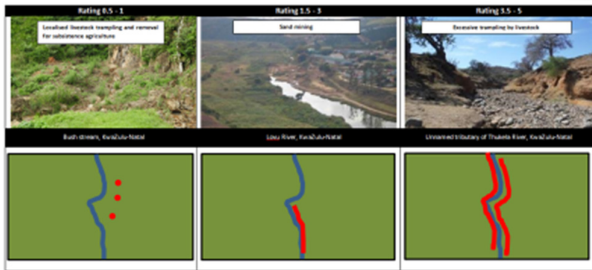 Rating 0.5 - 1
Rating 1.5 - 3
Rating 3.5 - 5
Localised livestock trampling and removal
for subsistence agriculture
Sand mining
Excessive trampling by livestock
Bush stream, KwaZulu-Natal
Lovu River, KwaZulu-Natal
Unnamed tributary of Thukela River, KwaZulu-Natal